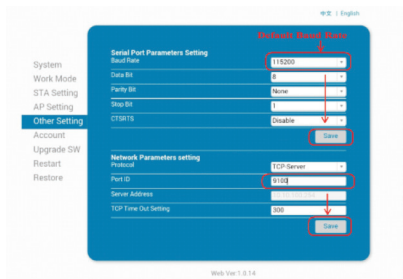 中文 | English
Default Baud Rate
Serial Port Parameters Setting
Baud Rate 115200
Data Bit 8
Parity Bit None
Stop Bit 1
CTSRTS Disable
Save
Network Parameters setting
Protocol TCP-Server
Port ID 9100
Server Address
TCP Time Out Setting 300
Save
System
Work Mode
STA Setting
AP Setting
Other Setting
Account
Upgrade SW
Restart
Restore
Web Ver:1.0.14